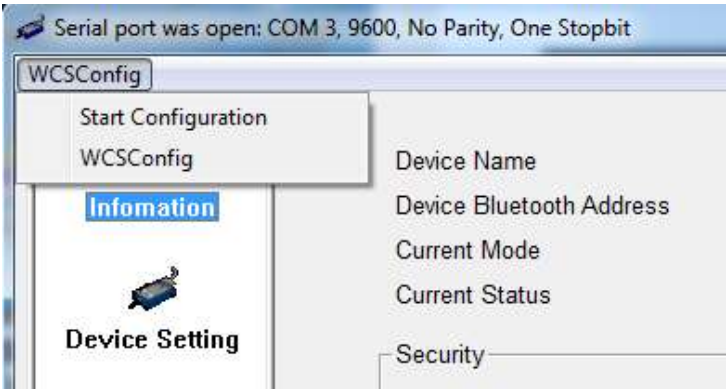 Serial port was open: COM 3, 9600, No Parity, One Stopbit
WCSConfig
Start Configuration
WCSConfig
Infomation
Device Setting
Device Name
Device Bluetooth Address
Current Mode
Current Status
Security